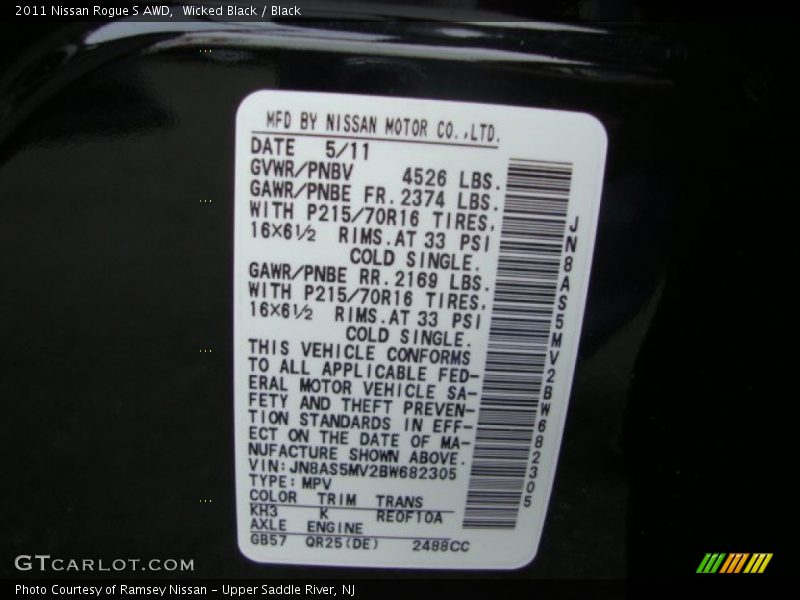 2011 Nissan Rogue S AWD,  Wicked Black / Black
MFD BY NISSAN MOTOR CO.,LTD.
DATE 5/11
GVWR/PNBV 4526 LBS.
GAWR/PNBE FR. 2374 LBS.
WITH P215/70R16 TIRES,
16×6½ RIMS. AT 33 PSI
COLD SINGLE.
GAWR/PNBE RR. 2169 LBS.
WITH P215/70R16 TIRES,
16×6½ RIMS. AT 33 PSI
COLD SINGLE.
THIS VEHICLE CONFORMS
TO ALL APPLICABLE FED-
ERAL MOTOR VEHICLE SA-
FETY AND THEFT PREVEN-
TION STANDARDS IN EFF-
ECT ON THE DATE OF MA-
NUFACTURE SHOWN ABOVE.
VIN: JN8AS5MV2BW682305
TYPE: MPV
COLOR TRIM TRANS
KH3 K RE0F10A
AXLE ENGINE
GB57 QR25(DE) 2488CC
JN8AS5MV2BW682305
GTCARLOT.COM
Photo Courtesy of Ramsey Nissan - Upper Saddle River, NJ